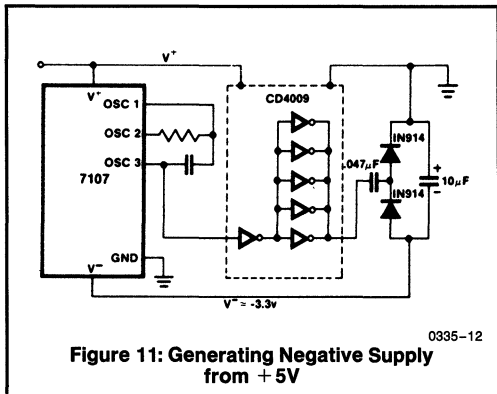 V+
V+
OSC 1
OSC 2
OSC 3
7107
GND
V−
CD4009
.047μF
IN914
IN914
+
10μF
−
V− ≃ -3.3v
0335-12
Figure 11: Generating Negative Supply
from +5V